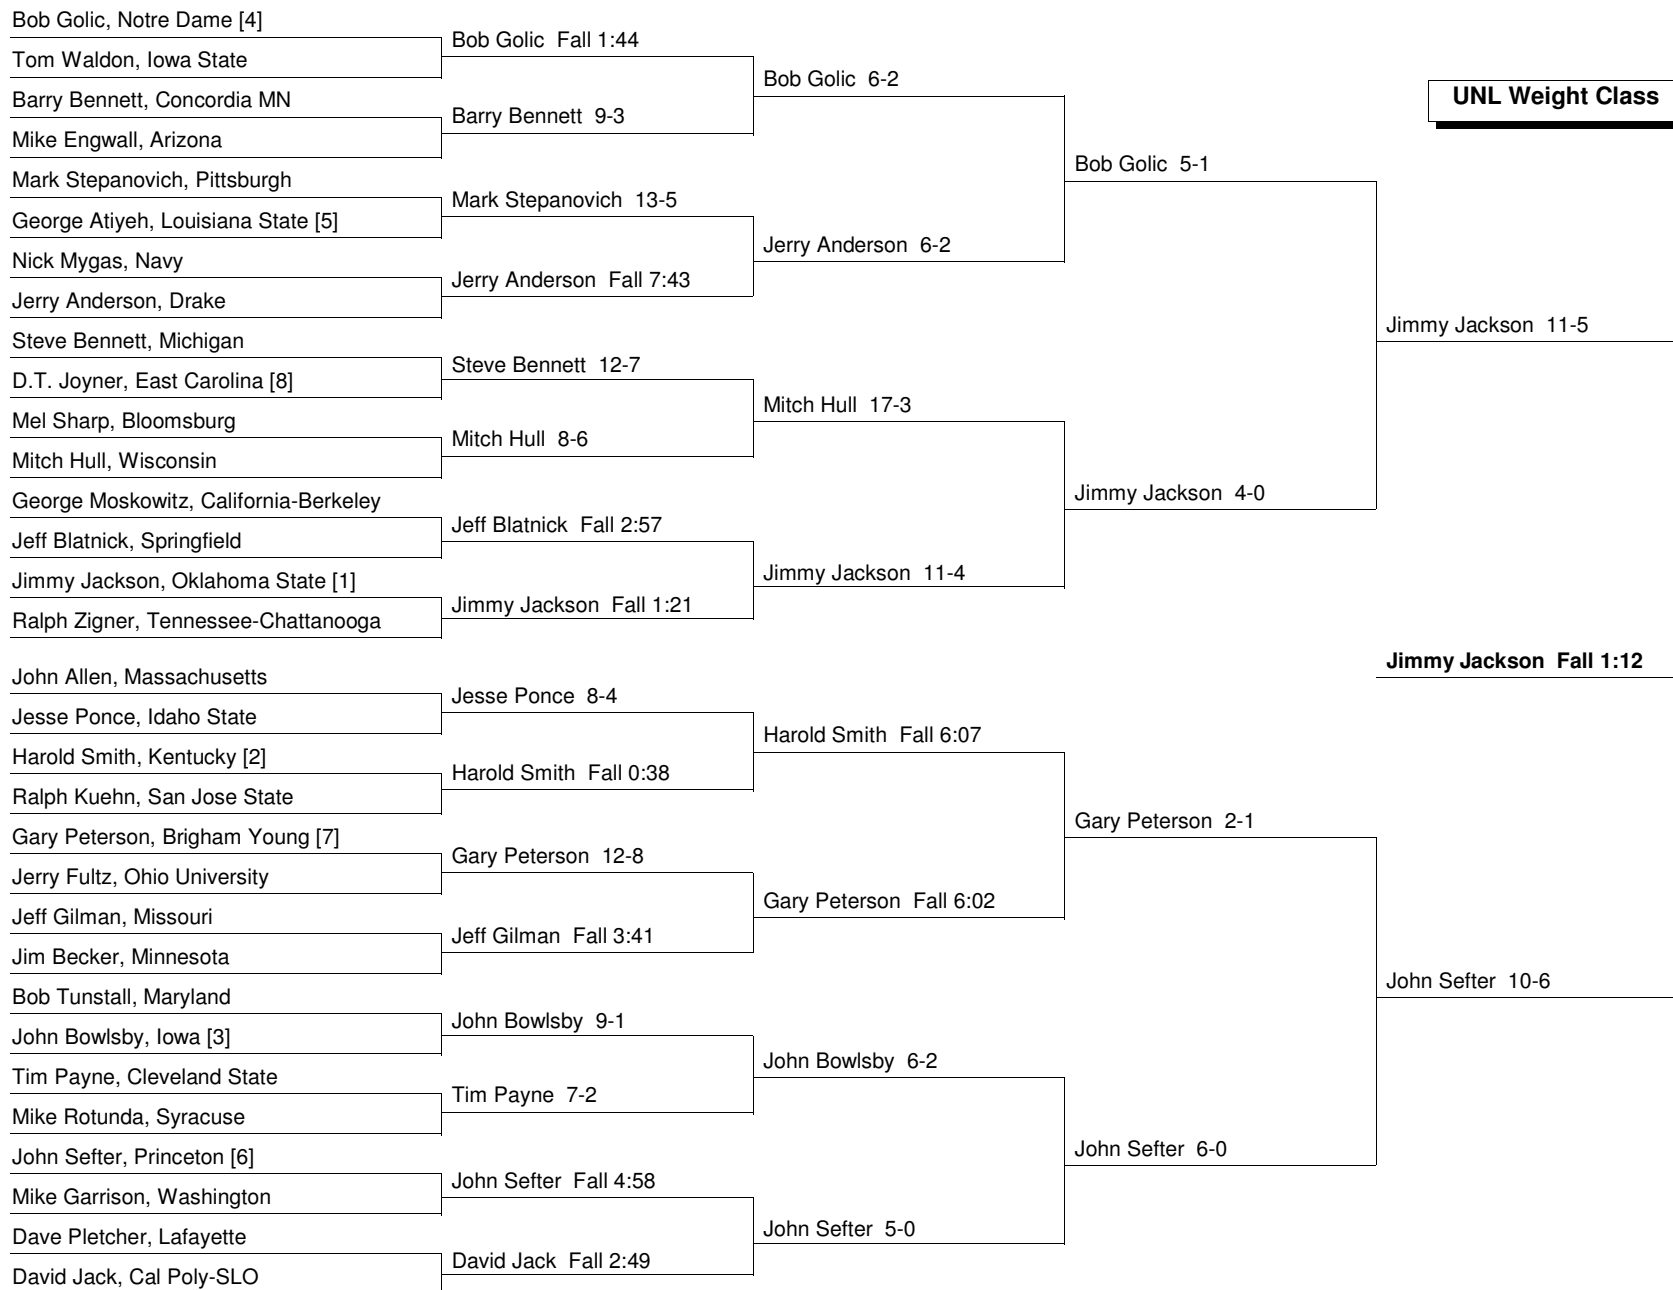 Bob Golic, Notre Dame [4]
Tom Waldon, Iowa State
Barry Bennett, Concordia MN
Mike Engwall, Arizona
Mark Stepanovich, Pittsburgh
George Atiyeh, Louisiana State [5]
Nick Mygas, Navy
Jerry Anderson, Drake
Steve Bennett, Michigan
D.T. Joyner, East Carolina [8]
Mel Sharp, Bloomsburg
Mitch Hull, Wisconsin
George Moskowitz, California-Berkeley
Jeff Blatnick, Springfield
Jimmy Jackson, Oklahoma State [1]
Ralph Zigner, Tennessee-Chattanooga
John Allen, Massachusetts
Jesse Ponce, Idaho State
Harold Smith, Kentucky [2]
Ralph Kuehn, San Jose State
Gary Peterson, Brigham Young [7]
Jerry Fultz, Ohio University
Jeff Gilman, Missouri
Jim Becker, Minnesota
Bob Tunstall, Maryland
John Bowlsby, Iowa [3]
Tim Payne, Cleveland State
Mike Rotunda, Syracuse
John Sefter, Princeton [6]
Mike Garrison, Washington
Dave Pletcher, Lafayette
David Jack, Cal Poly-SLO
Bob Golic Fall 1:44
Barry Bennett 9-3
Mark Stepanovich 13-5
Jerry Anderson Fall 7:43
Steve Bennett 12-7
Mitch Hull 8-6
Jeff Blatnick Fall 2:57
Jimmy Jackson Fall 1:21
Jesse Ponce 8-4
Harold Smith Fall 0:38
Gary Peterson 12-8
Jeff Gilman Fall 3:41
John Bowlsby 9-1
Tim Payne 7-2
John Sefter Fall 4:58
David Jack Fall 2:49
Bob Golic 6-2
Jerry Anderson 6-2
Mitch Hull 17-3
Jimmy Jackson 11-4
Harold Smith Fall 6:07
Gary Peterson Fall 6:02
John Bowlsby 6-2
John Sefter 5-0
Bob Golic 5-1
Jimmy Jackson 4-0
Gary Peterson 2-1
John Sefter 6-0
UNL Weight Class
Jimmy Jackson 11-5
Jimmy Jackson Fall 1:12
John Sefter 10-6